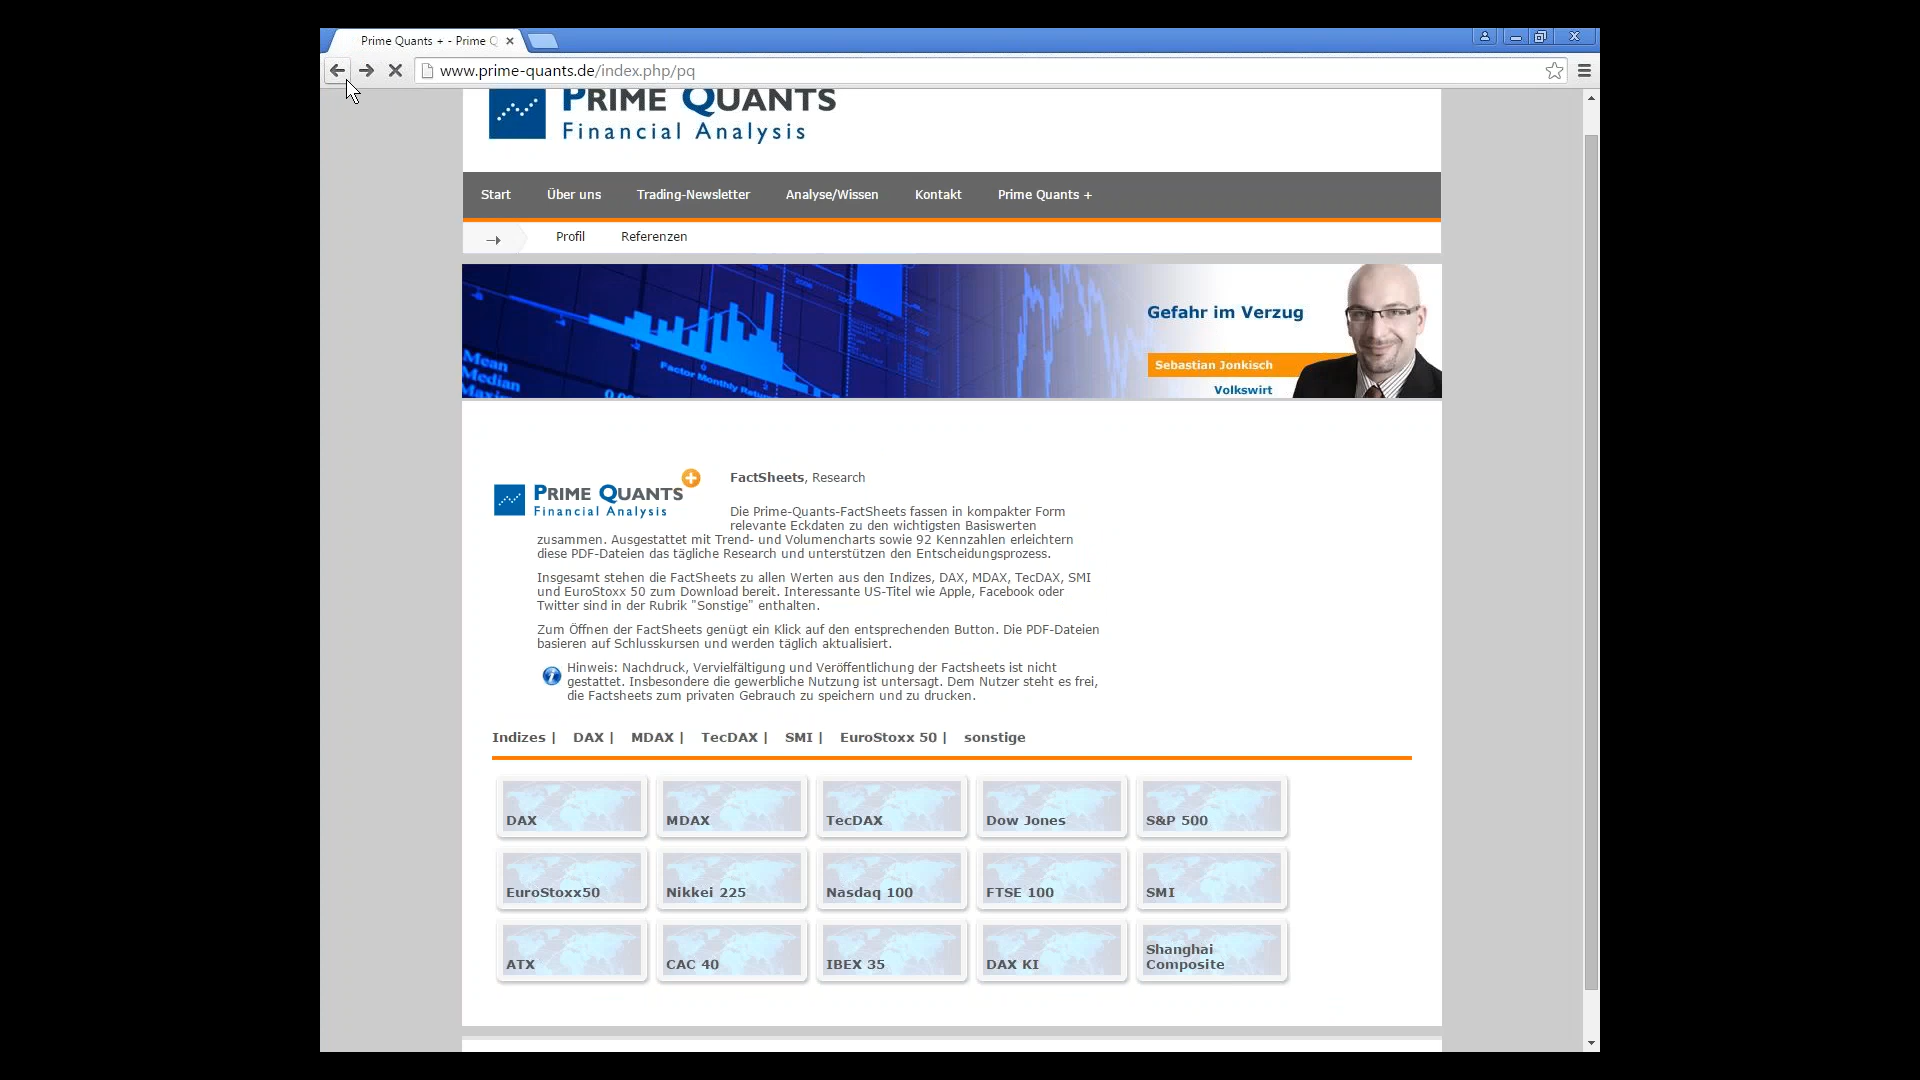 Prime Quants + - Prime Q
www.prime-quants.de/index.php/pq
PRIME QUANTS
Financial Analysis
Start Über uns Trading-Newsletter Analyse/Wissen Kontakt Prime Quants +
Profil Referenzen
Gefahr im Verzug
Sebastian Jonkisch
Volkswirt
Mean
Median
Factor Monthly
PRIME QUANTS
Financial Analysis
FactSheets, Research
Die Prime-Quants-FactSheets fassen in kompakter Form
relevante Eckdaten zu den wichtigsten Basiswerten
zusammen. Ausgestattet mit Trend- und Volumencharts sowie 92 Kennzahlen erleichtern
diese PDF-Dateien das tägliche Research und unterstützen den Entscheidungsprozess.
Insgesamt stehen die FactSheets zu allen Werten aus den Indizes, DAX, MDAX, TecDAX, SMI
und EuroStoxx 50 zum Download bereit. Interessante US-Titel wie Apple, Facebook oder
Twitter sind in der Rubrik "Sonstige" enthalten.
Zum Öffnen der FactSheets genügt ein Klick auf den entsprechenden Button. Die PDF-Dateien
basieren auf Schlusskursen und werden täglich aktualisiert.
Hinweis: Nachdruck, Vervielfältigung und Veröffentlichung der Factsheets ist nicht
gestattet. Insbesondere die gewerbliche Nutzung ist untersagt. Dem Nutzer steht es frei,
die Factsheets zum privaten Gebrauch zu speichern und zu drucken.
Indizes | DAX | MDAX | TecDAX | SMI | EuroStoxx 50 | sonstige
DAX MDAX TecDAX Dow Jones S&P 500
EuroStoxx50 Nikkei 225 Nasdaq 100 FTSE 100 SMI
ATX CAC 40 IBEX 35 DAX KI Shanghai
Composite